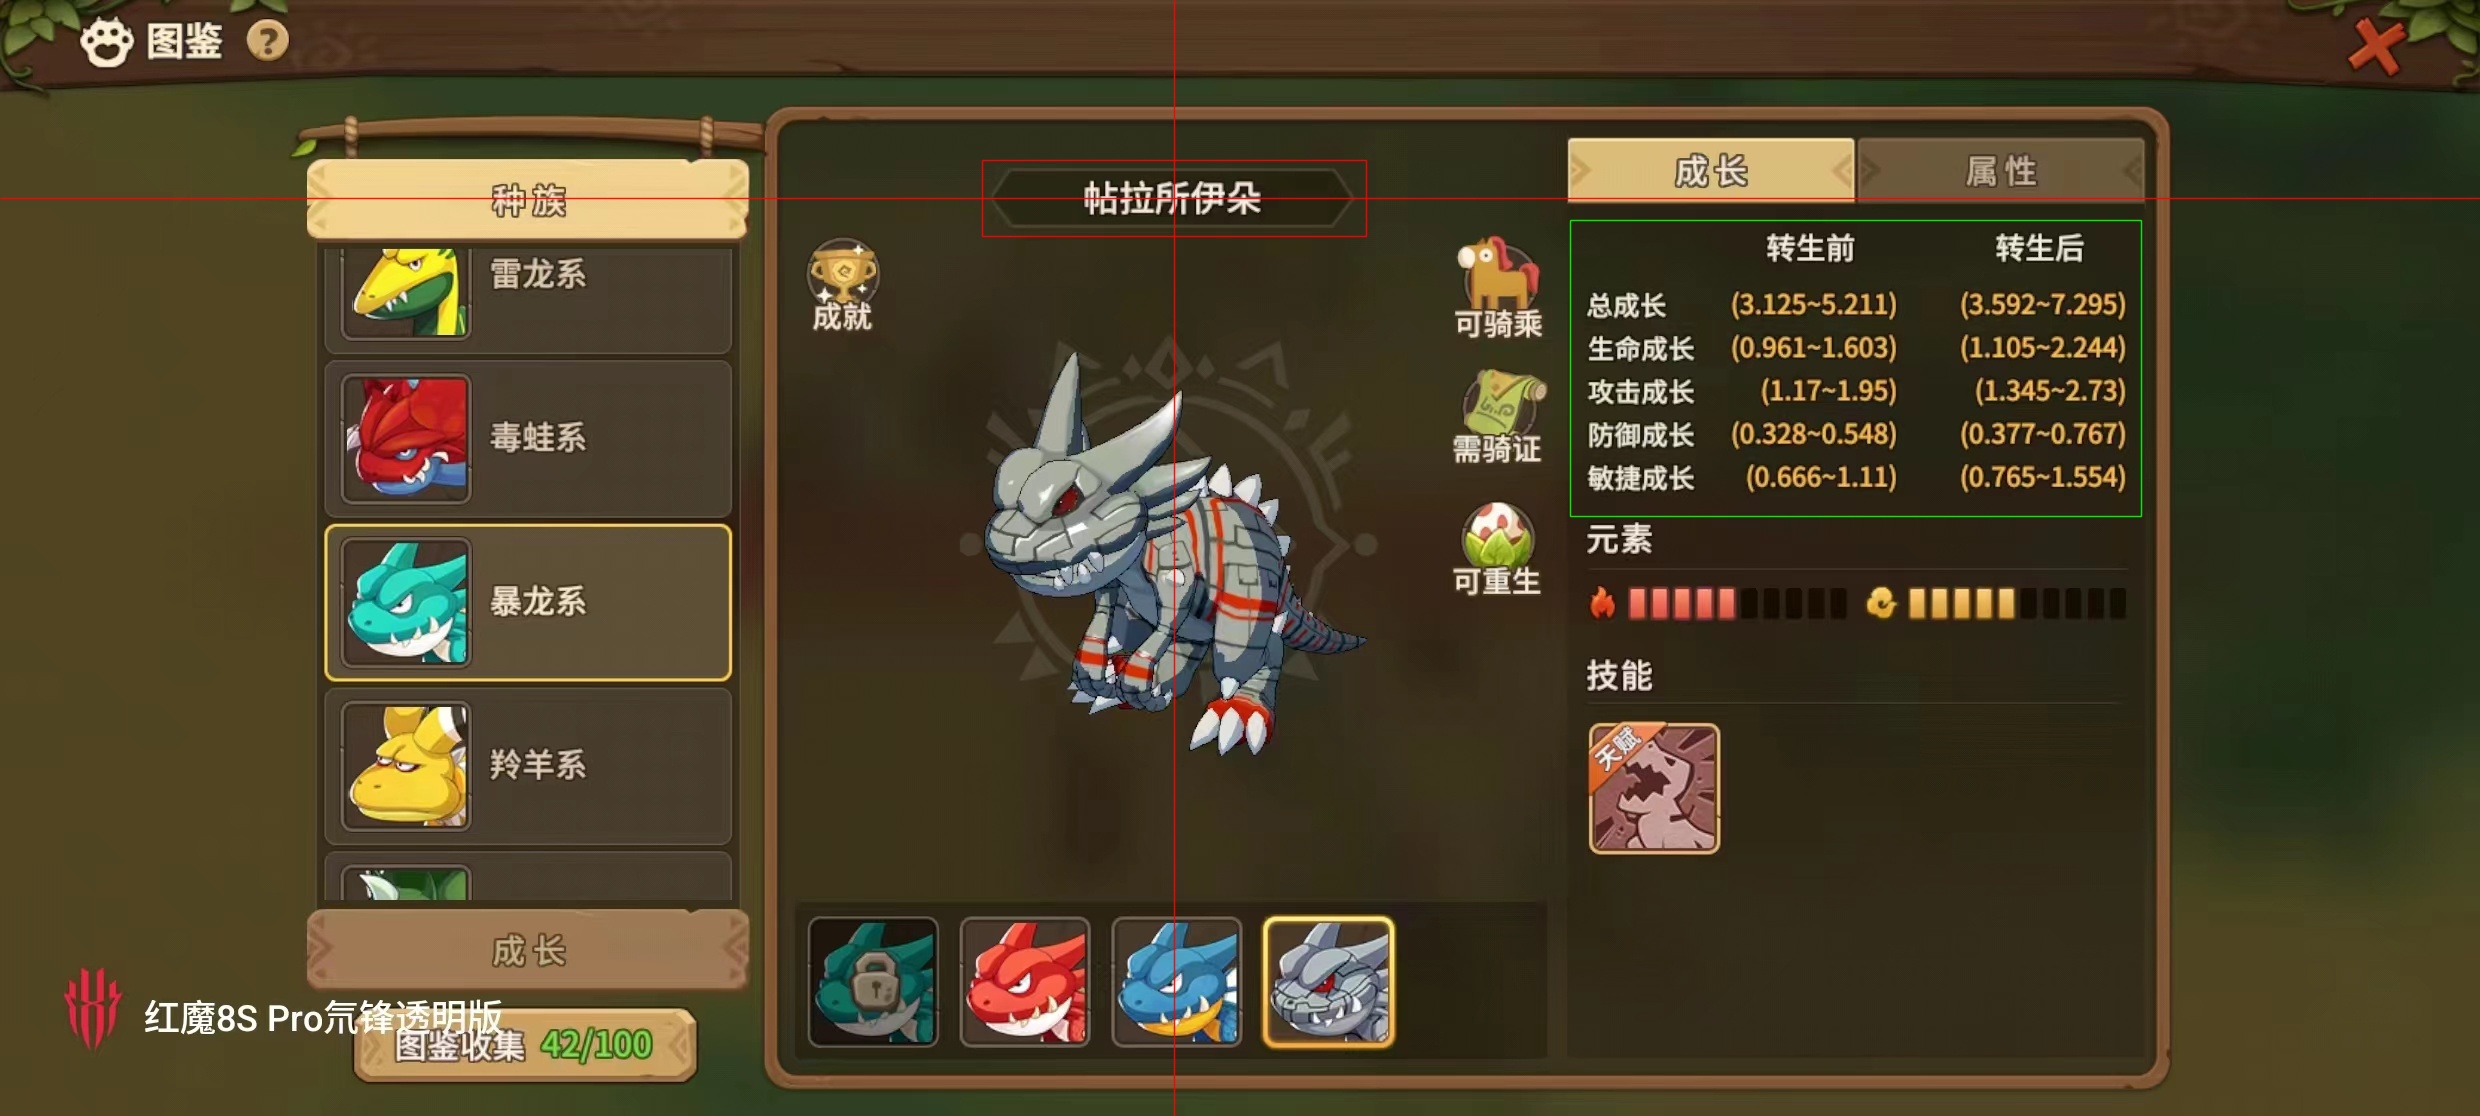 图鉴 ?
种族
雷龙系
毒蛙系
暴龙系
羚羊系
成长
图鉴收集 42/100
红魔8S Pro氘锋透明版
帖拉所伊朵
成就
可骑乘
需骑证
可重生
成长 属性
转生前 转生后
总成长 (3.125~5.211) (3.592~7.295)
生命成长 (0.961~1.603) (1.105~2.244)
攻击成长 (1.17~1.95) (1.345~2.73)
防御成长 (0.328~0.548) (0.377~0.767)
敏捷成长 (0.666~1.11) (0.765~1.554)
元素
技能
天赋